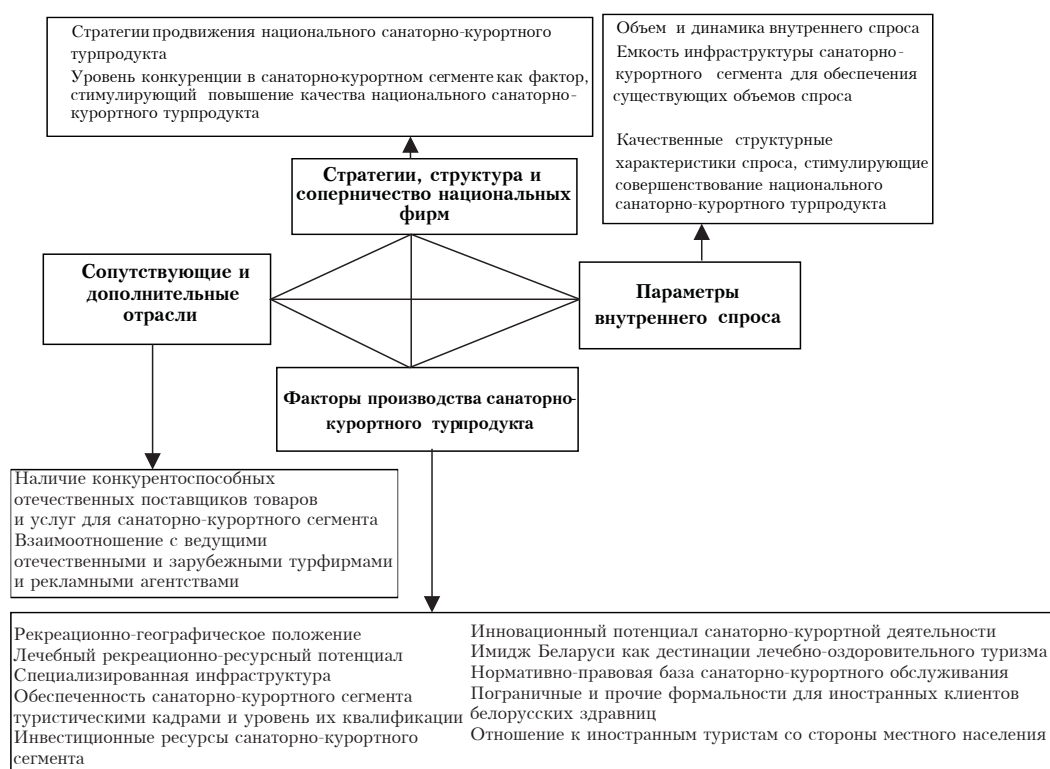 Стратегии продвижения национального санаторно-курортного
турпродукта
Уровень конкуренции в санаторно-курортном сегменте как фактор,
стимулирующий повышение качества национального санаторно-
курортного турпродукта
Объем и динамика внутреннего спроса
Емкость инфраструктуры санаторно-
курортного сегмента для обеспечения
существующих объемов спроса
Качественные структурные
характеристики спроса, стимулирующие
совершенствование национального
санаторно-курортного турпродукта
Стратегии, структура и
соперничество национальных
фирм
Сопутствующие и
дополнительные
отрасли
Параметры
внутреннего спроса
Факторы производства санаторно-
курортного турпродукта
Наличие конкурентоспособных
отечественных поставщиков товаров
и услуг для санаторно-курортного сегмента
Взаимоотношение с ведущими
отечественными и зарубежными турфирмами
и рекламными агентствами
Рекреационно-географическое положение
Лечебный рекреационно-ресурсный потенциал
Специализированная инфраструктура
Обеспеченность санаторно-курортного сегмента
туристическими кадрами и уровень их квалификации
Инвестиционные ресурсы санаторно-курортного
сегмента
Инновационный потенциал санаторно-курортной деятельности
Имидж Беларуси как дестинации лечебно-оздоровительного туризма
Нормативно-правовая база санаторно-курортного обслуживания
Пограничные и прочие формальности для иностранных клиентов
белорусских здравниц
Отношение к иностранным туристам со стороны местного населения